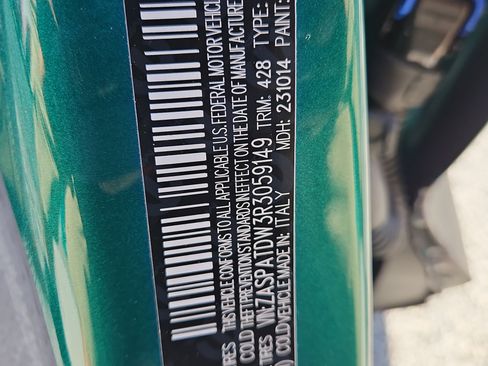 TIRES
THIS VEHICLE CONFORMS TO ALL APPLICABLE U.S. FEDERAL MOTOR VEHICLE
COLD THEFT PREVENTION STANDARDS IN EFFECT ON THE DATE OF MANUFACTURE
TIRES VIN: ZASPATDW3R3059149 TRIM: 428 TYPE:
COLD VEHICLE MADE IN: ITALY MDH: 231014 PAINT: